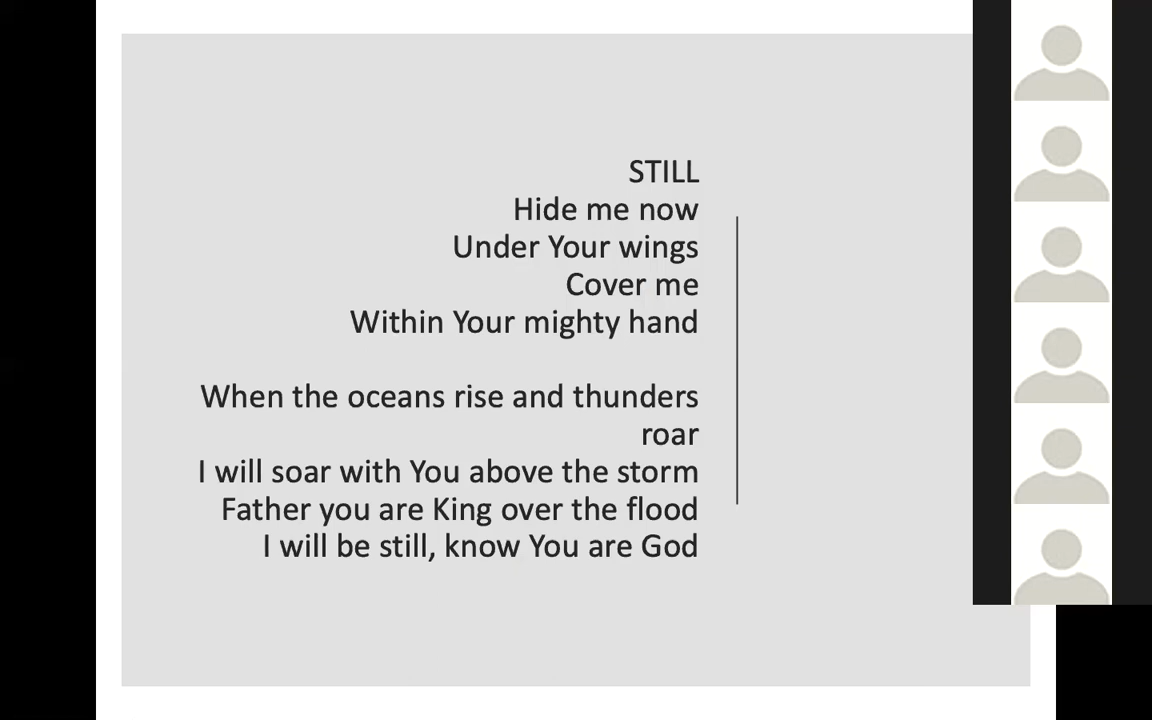 STILL
Hide me now
Under Your wings
Cover me
Within Your mighty hand
When the oceans rise and thunders
roar
I will soar with You above the storm
Father you are King over the flood
I will be still, know You are God